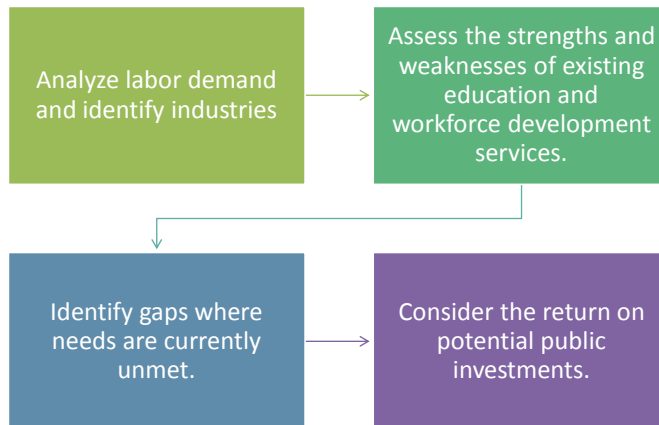 Analyze labor demand
and identify industries
Assess the strengths and
weaknesses of existing
education and
workforce development
services.
Identify gaps where
needs are currently
unmet.
Consider the return on
potential public
investments.